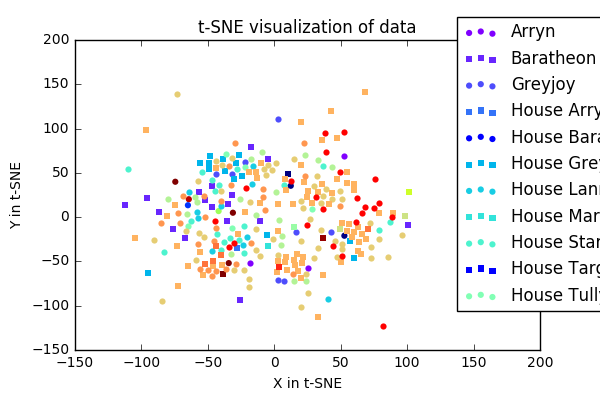 t-SNE visualization of data
200
150
100
50
0
−50
−100
−150
−150
−100
−50
0
50
100
150
200
Y in t-SNE
X in t-SNE
Arryn
Baratheon
Greyjoy
House Arry
House Bara
House Grey
House Lann
House Mar
House Star
House Targ
House Tully